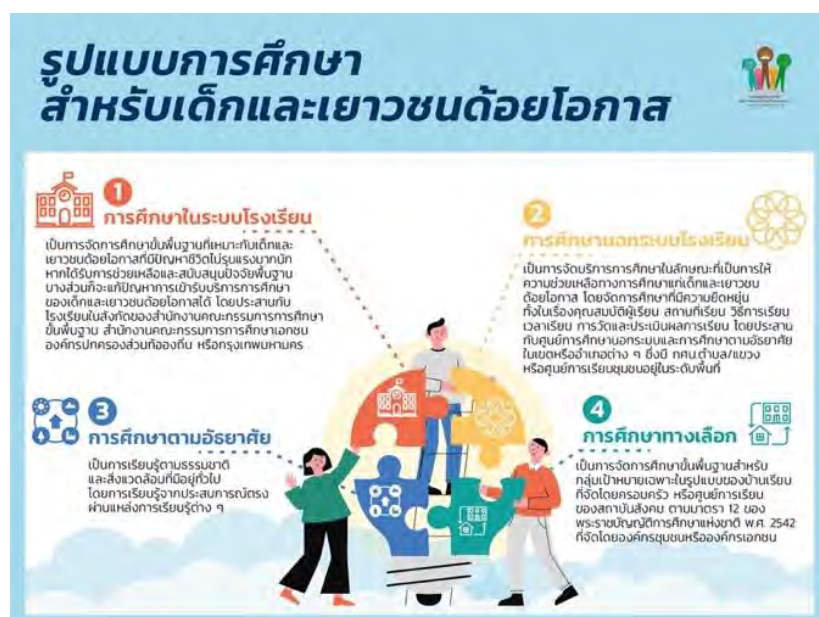 รูปแบบการศึกษา
สำหรับเด็กและเยาวชนด้อยโอกาส
1
การศึกษาในระบบโรงเรียน
เป็นการจัดการศึกษาขั้นพื้นฐานที่เหมาะกับเด็กและ
เยาวชนด้อยโอกาสที่มีปัญหาชีวิตไม่รุนแรงมากนัก
หากได้รับการช่วยเหลือและสนับสนุนปัจจัยพื้นฐาน
บางส่วนก็จะแก้ปัญหาการเข้ารับบริการการศึกษา
ของเด็กและเยาวชนด้อยโอกาสได้ โดยประสานกับ
โรงเรียนในสังกัดของสำนักงานคณะกรรมการการศึกษา
ขั้นพื้นฐาน สำนักงานคณะกรรมการการศึกษาเอกชน
องค์กรปกครองส่วนท้องถิ่น หรือกรุงเทพมหานคร
2
การศึกษานอกระบบโรงเรียน
เป็นการจัดบริการการศึกษาในลักษณะที่เป็นการให้
ความช่วยเหลือทางการศึกษาแก่เด็กและเยาวชน
ด้อยโอกาส โดยจัดการศึกษาที่มีความยืดหยุ่น
ทั้งในเรื่องคุณสมบัติผู้เรียน สถานที่เรียน วิธีการเรียน
เวลาเรียน การวัดและประเมินผลการเรียน โดยประสาน
กับศูนย์การศึกษานอกระบบและการศึกษาตามอัธยาศัย
ในเขตหรืออำเภอต่าง ๆ ซึ่งมี กศน.ตำบล/แขวง
หรือศูนย์การเรียนชุมชนอยู่ในระดับพื้นที่
3
การศึกษาตามอัธยาศัย
เป็นการเรียนรู้ตามธรรมชาติ
และสิ่งแวดล้อมที่มีอยู่ทั่วไป
โดยการเรียนรู้จากประสบการณ์ตรง
ผ่านแหล่งการเรียนรู้ต่าง ๆ
4
การศึกษาทางเลือก
เป็นการจัดการศึกษาขั้นพื้นฐานสำหรับ
กลุ่มเป้าหมายเฉพาะในรูปแบบของบ้านเรียน
ที่จัดโดยครอบครัว หรือศูนย์การเรียน
ของสถาบันสังคม ตามมาตรา 12 ของ
พระราชบัญญัติการศึกษาแห่งชาติ พ.ศ. 2542
ที่จัดโดยองค์กรชุมชนหรือองค์กรเอกชน